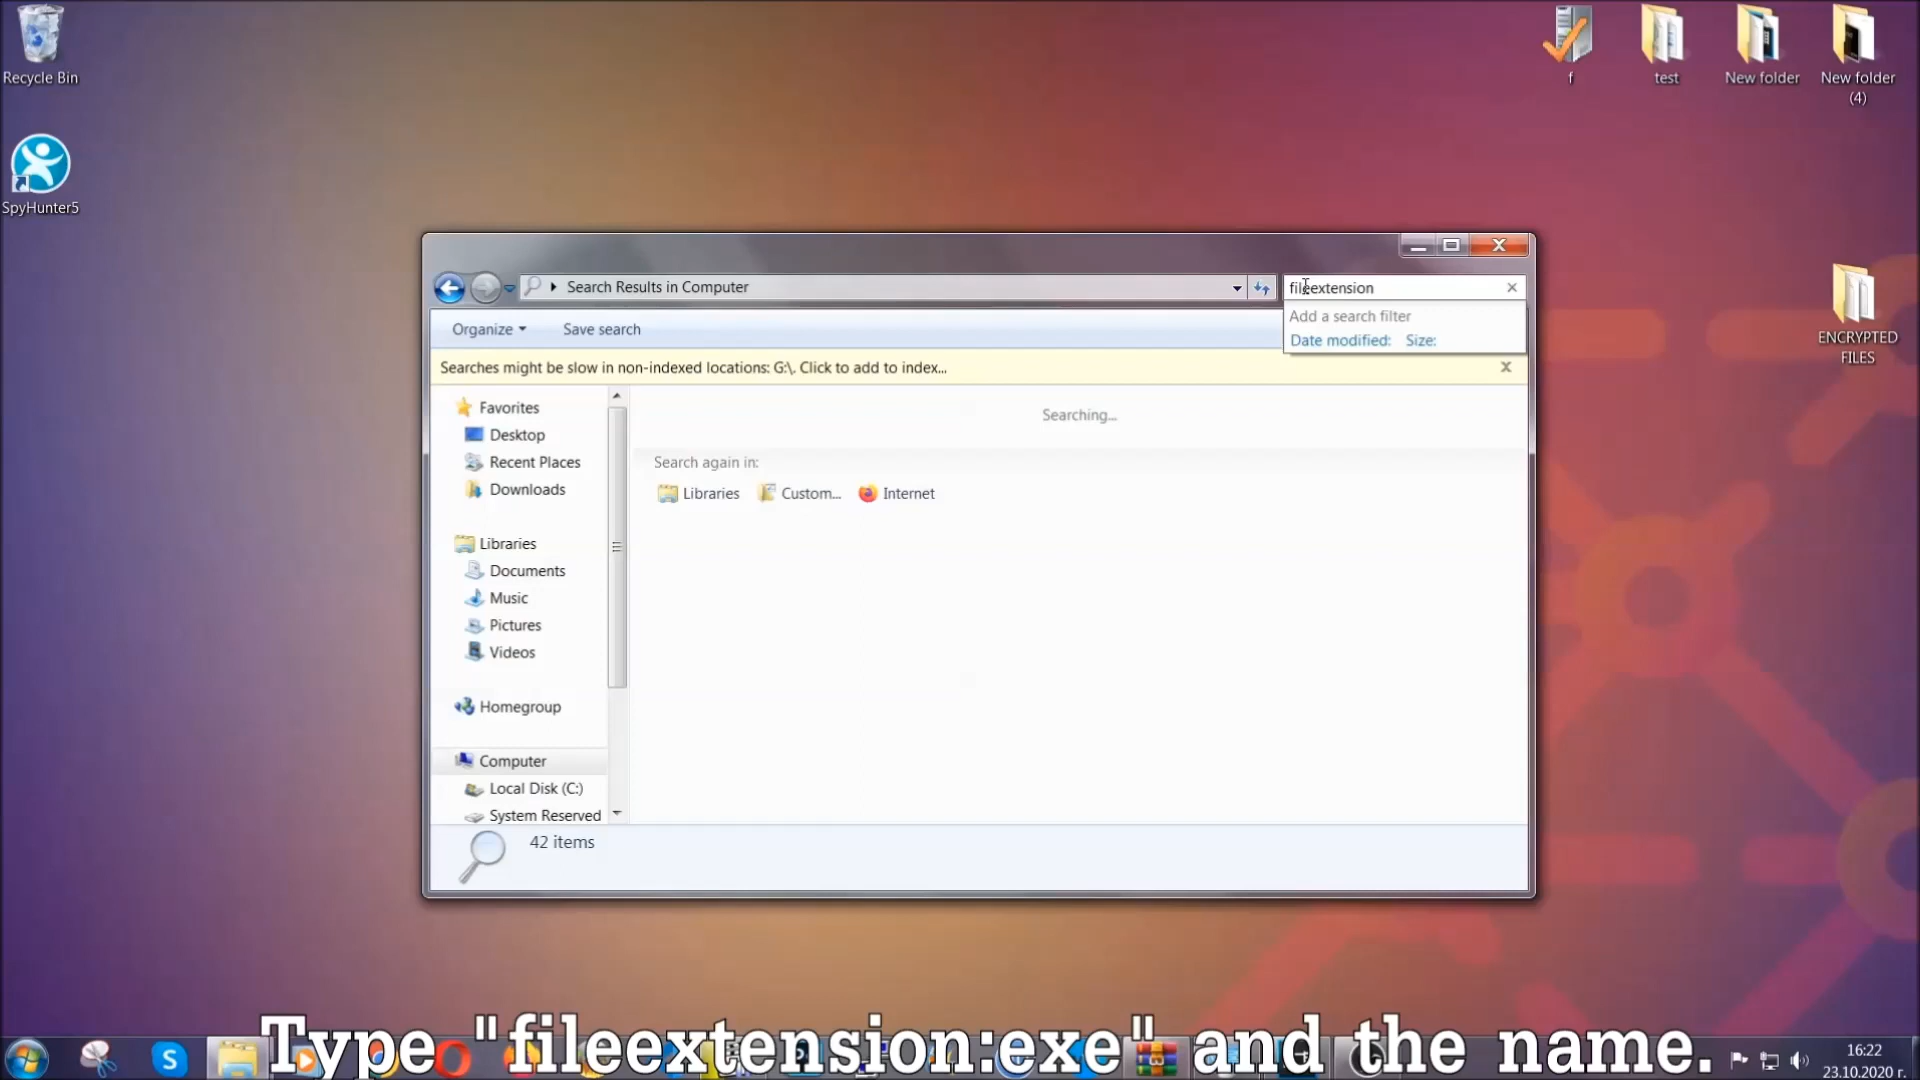 Recycle Bin
SpyHunter5
f
test
New folder
New folder
(4)
ENCRYPTED
FILES
Search Results in Computer
fileextension
Add a search filter
Date modified: Size:
Organize
Save search
Searches might be slow in non-indexed locations: G:\. Click to add to index...
Favorites
Desktop
Recent Places
Downloads
Libraries
Documents
Music
Pictures
Videos
Homegroup
Computer
Local Disk (C:)
System Reserved
Searching...
Search again in:
Libraries Custom... Internet
42 items
Type "fileextension:exe" and the name.
16:22
23.10.2020 г.